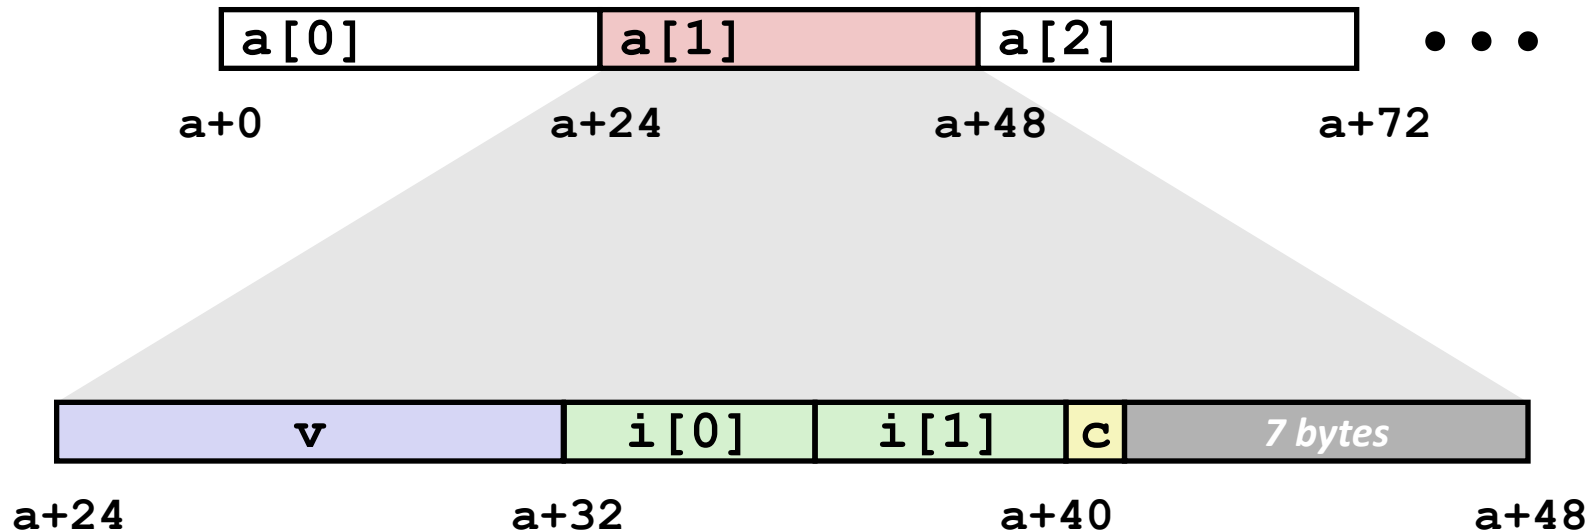 a[0] a[1] a[2] • • •
a+0 a+24 a+48 a+72
v i[0] i[1] c 7 bytes
a+24 a+32 a+40 a+48